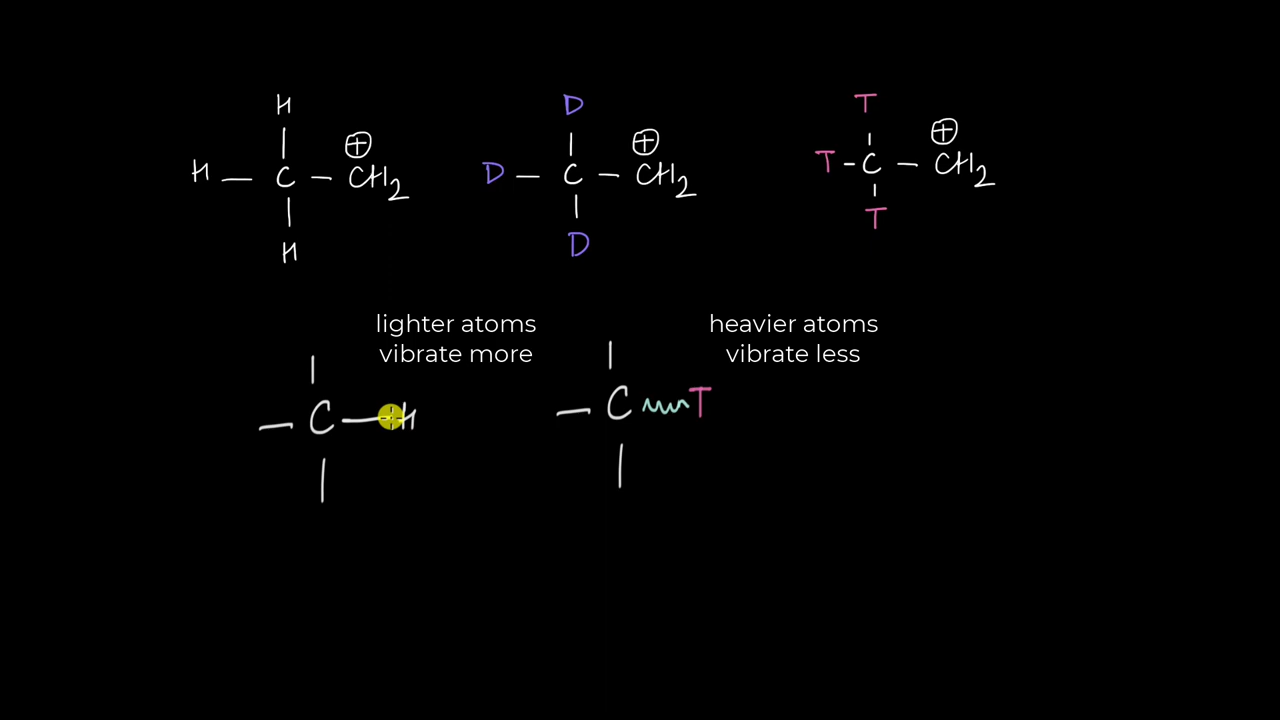 H D T
H — C — CH2 ⊕ D — C — CH2 ⊕ T - C — CH2 ⊕
H D T
lighter atoms heavier atoms
vibrate more vibrate less
— C — H — C T